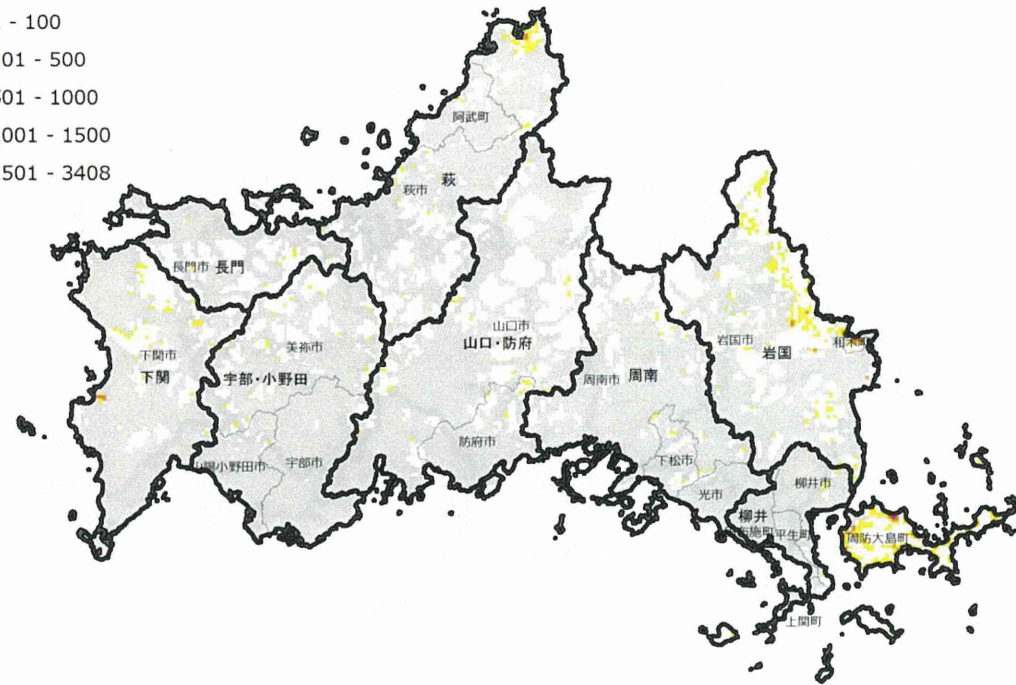 - 100
01 - 500
501 - 1000
001 - 1500
501 - 3408
阿武町
萩市 萩
長門市 長門
山口市
山口・防府
下関市
下関
美祢市
宇部・小野田
岩国市 岩国
和木町
周南市 周南
防府市
山陽小野田市
宇部市
下松市
光市
柳井市
柳井
布施町
平生町
周防大島町
上関町